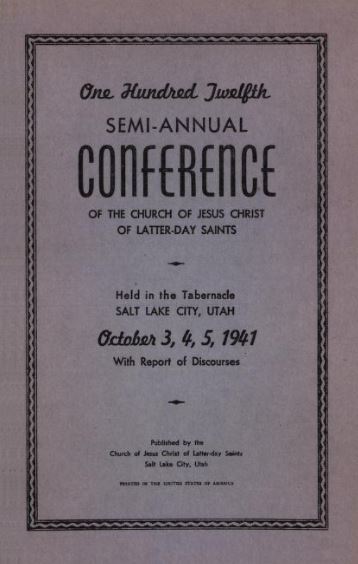 One Hundred Twelfth
SEMI-ANNUAL
CONFERENCE
OF THE CHURCH OF JESUS CHRIST
OF LATTER-DAY SAINTS
Held in the Tabernacle
SALT LAKE CITY, UTAH
October 3, 4, 5, 1941
With Report of Discourses
Published by the
Church of Jesus Christ of Latter-day Saints
Salt Lake City, Utah
PRINTED IN THE UNITED STATES OF AMERICA